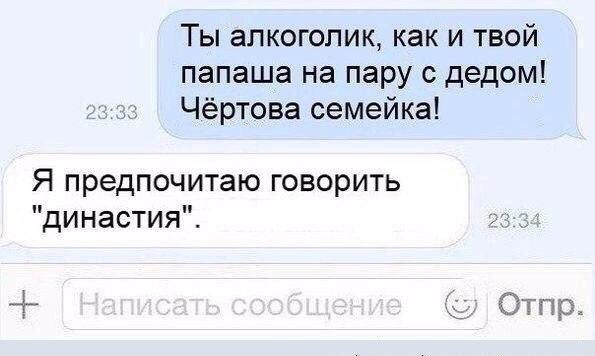 Ты алкоголик, как и твой
папаша на пару с дедом!
23:33 Чёртова семейка!
Я предпочитаю говорить
"династия".
23:34
Написать сообщение Отпр.